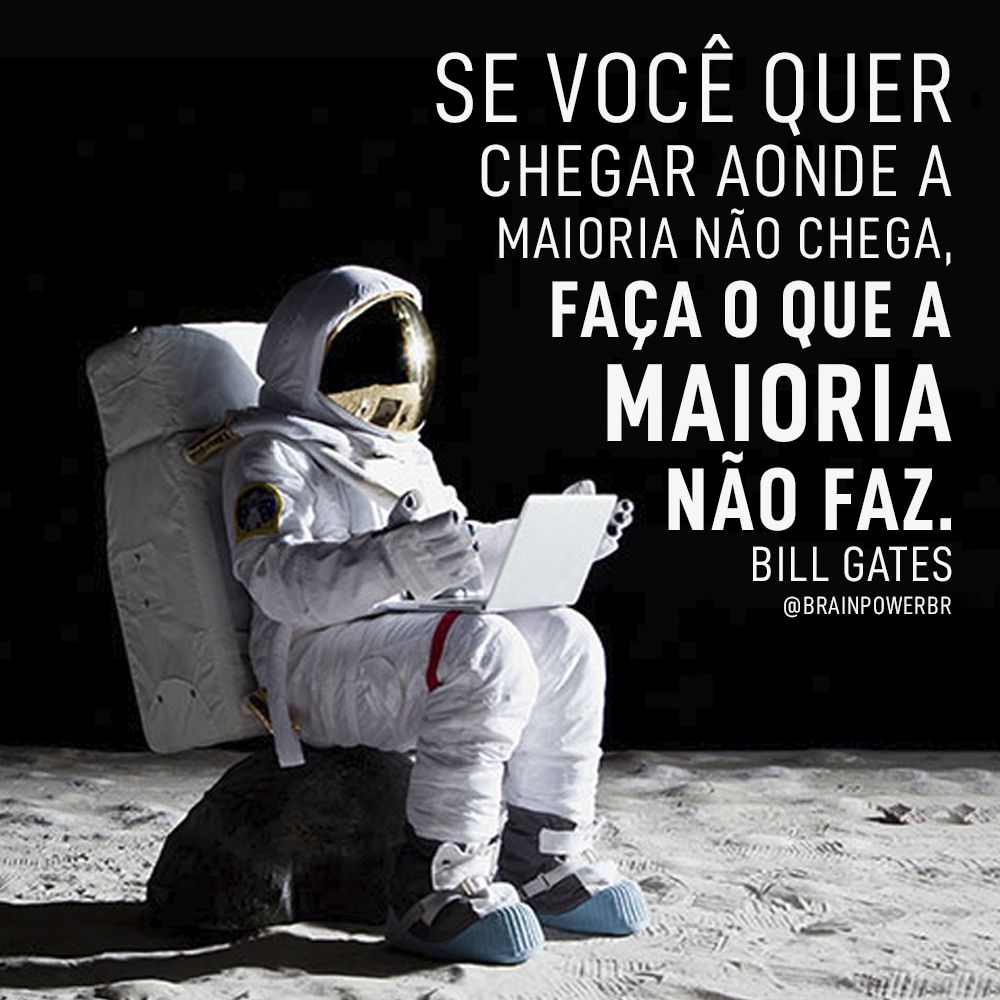 SE VOCÊ QUER
CHEGAR AONDE A
MAIORIA NÃO CHEGA,
FAÇA O QUE A
MAIORIA
NÃO FAZ.
BILL GATES
@BRAINPOWERBR